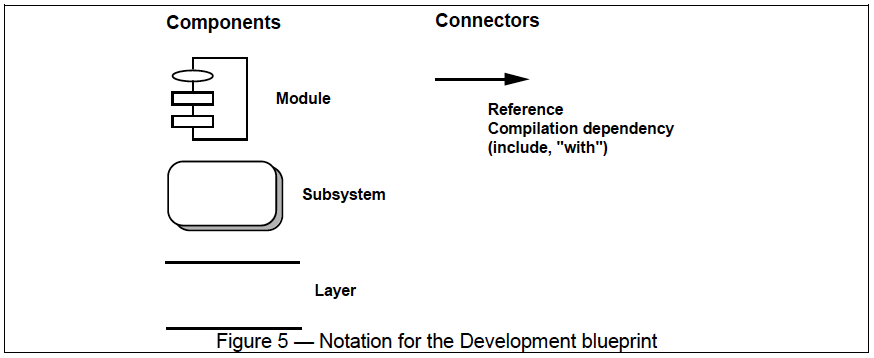 Components
Connectors
Module
Reference
Compilation dependency
(include, "with")
Subsystem
Layer
Figure 5 — Notation for the Development blueprint